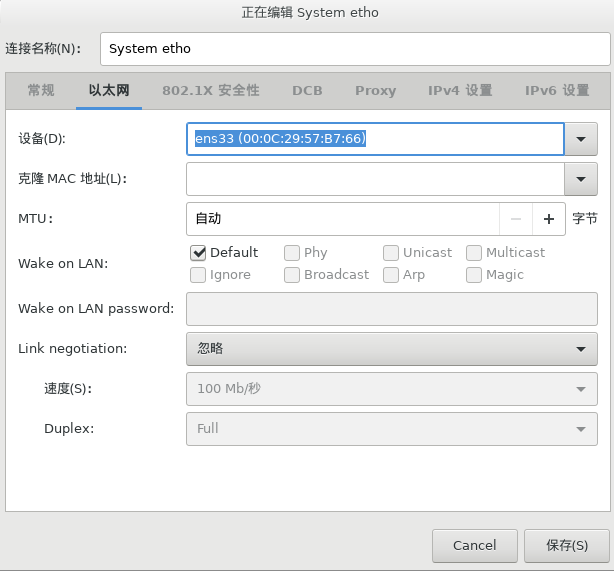 正在编辑 System etho
连接名称(N)： System etho
常规 以太网 802.1X 安全性 DCB Proxy IPv4 设置 IPv6 设置
设备(D): ens33 (00:0C:29:57:B7:66)
克隆 MAC 地址(L)：
MTU： 自动 − + 字节
Wake on LAN: Default Phy Unicast Multicast
Ignore Broadcast Arp Magic
Wake on LAN password:
Link negotiation: 忽略
速度(S)： 100 Mb/秒
Duplex: Full
Cancel 保存(S)